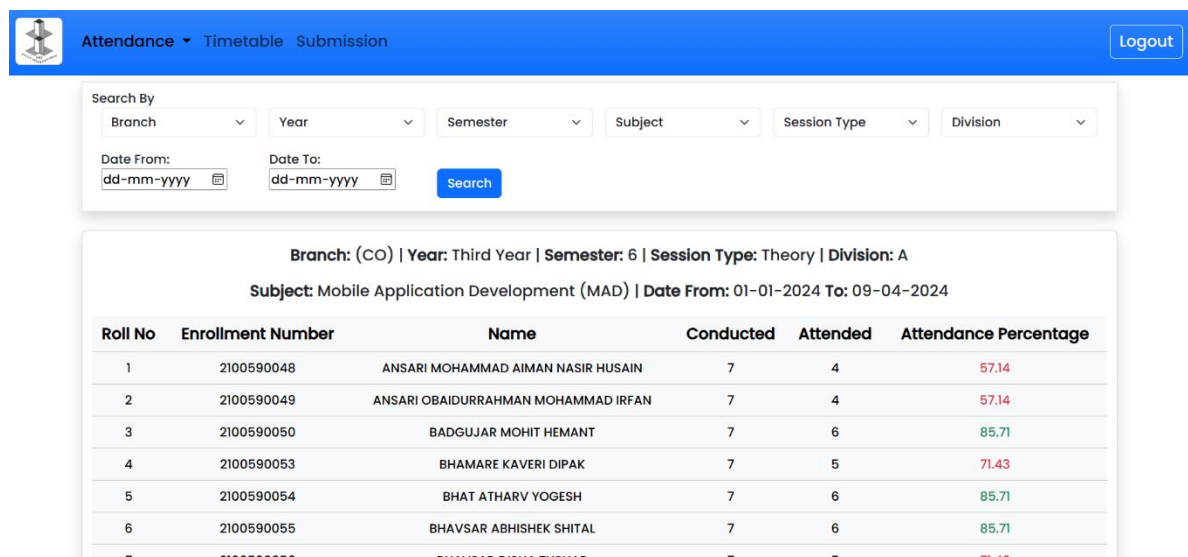 Attendance Timetable Submission Logout
Search By
Branch Year Semester Subject Session Type Division
Date From: Date To:
dd-mm-yyyy dd-mm-yyyy Search
Branch: (CO) | Year: Third Year | Semester: 6 | Session Type: Theory | Division: A
Subject: Mobile Application Development (MAD) | Date From: 01-01-2024 To: 09-04-2024
Roll No Enrollment Number Name Conducted Attended Attendance Percentage
1 2100590048 ANSARI MOHAMMAD AIMAN NASIR HUSAIN 7 4 57.14
2 2100590049 ANSARI OBAIDURRAHMAN MOHAMMAD IRFAN 7 4 57.14
3 2100590050 BADGUJAR MOHIT HEMANT 7 6 85.71
4 2100590053 BHAMARE KAVERI DIPAK 7 5 71.43
5 2100590054 BHAT ATHARV YOGESH 7 6 85.71
6 2100590055 BHAVSAR ABHISHEK SHITAL 7 6 85.71